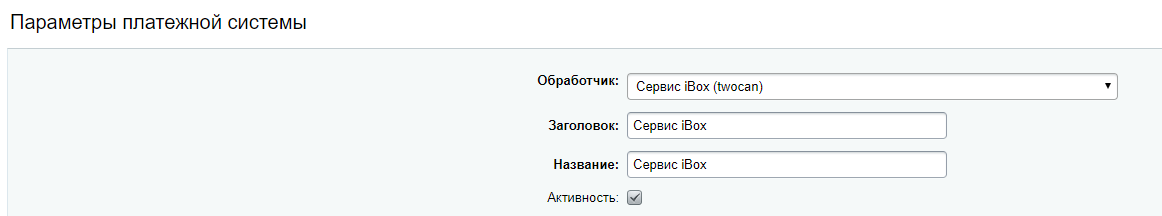 Параметры платежной системы
Обработчик: Сервис iBox (twocan)
Заголовок: Сервис iBox
Название: Сервис iBox
Активность: